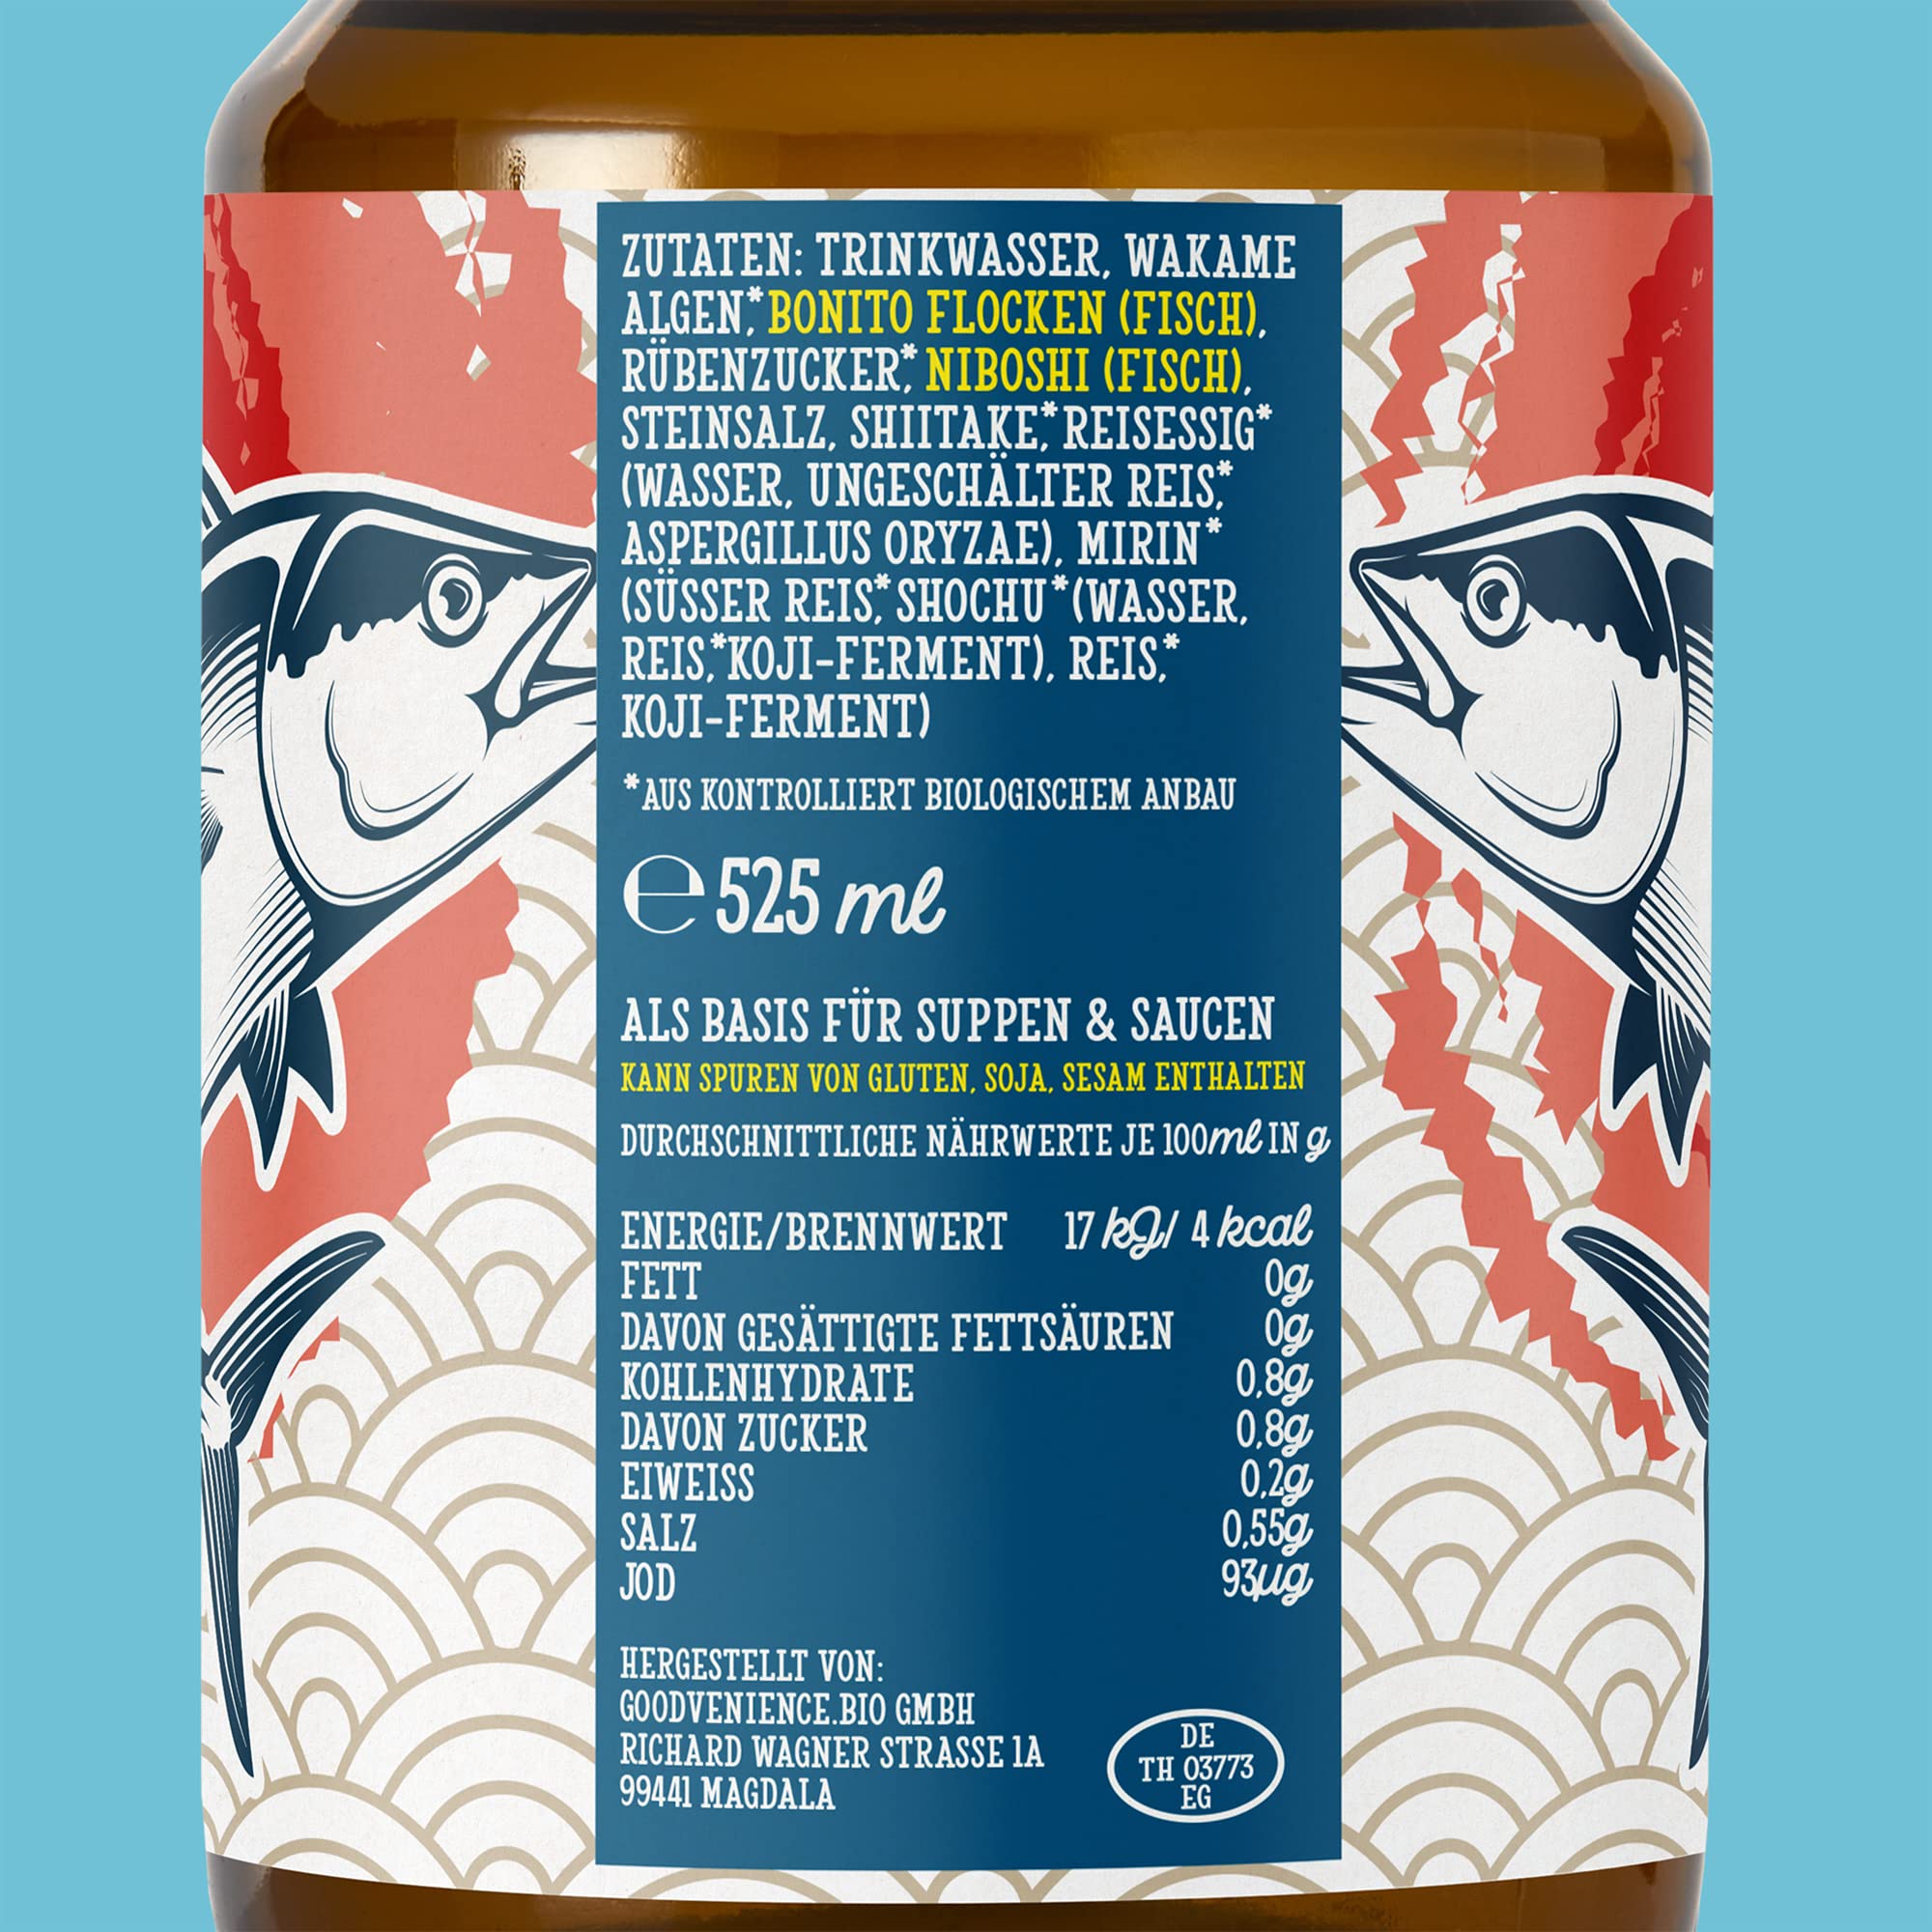 ZUTATEN: TRINKWASSER, WAKAME
ALGEN,* BONITO FLOCKEN (FISCH),
RÜBENZUCKER,* NIBOSHI (FISCH),
STEINSALZ, SHIITAKE,* REISESSIG*
(WASSER, UNGESCHÄLTER REIS,*
ASPERGILLUS ORYZAE), MIRIN*
(SÜSSER REIS,* SHOCHU* (WASSER,
REIS,* KOJI-FERMENT), REIS,*
KOJI-FERMENT)
*AUS KONTROLLIERT BIOLOGISCHEM ANBAU
℮ 525 ml
ALS BASIS FÜR SUPPEN & SAUCEN
KANN SPUREN VON GLUTEN, SOJA, SESAM ENTHALTEN
DURCHSCHNITTLICHE NÄHRWERTE JE 100ml IN g
ENERGIE/BRENNWERT 17 kJ/ 4 kcal
FETT 0g
DAVON GESÄTTIGTE FETTSÄUREN 0g
KOHLENHYDRATE 0,8g
DAVON ZUCKER 0,8g
EIWEISS 0,2g
SALZ 0,55g
JOD 93µg
HERGESTELLT VON:
GOODVENIENCE.BIO GMBH
RICHARD WAGNER STRASSE 1A
99441 MAGDALA
DE
TH 03773
EG